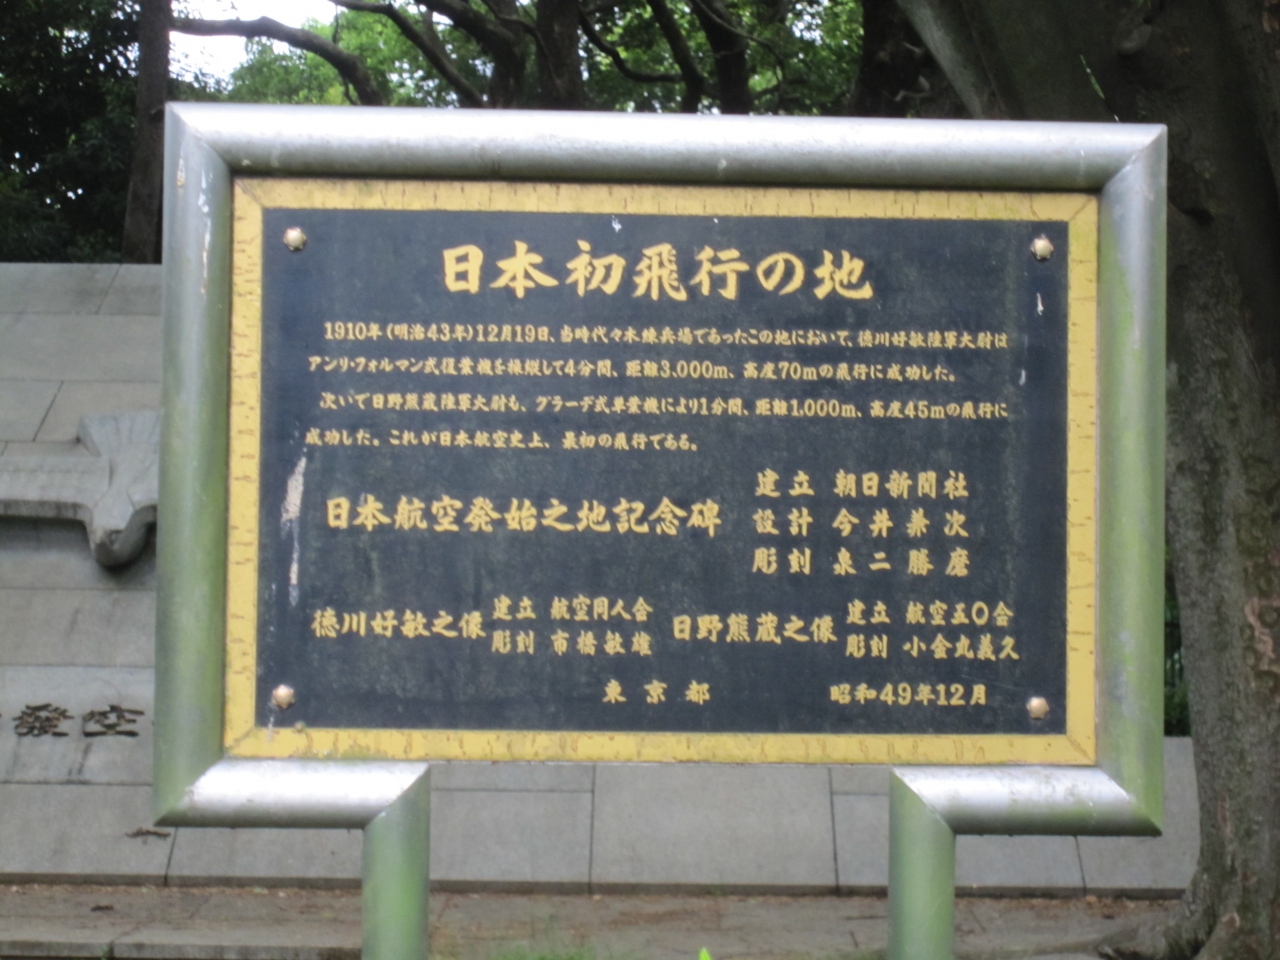 日本初飛行の地
1910年(明治43年)12月19日、当時代々木練兵場であったこの地において、徳川好敏陸軍大尉は
アンリ・フォルマン式複葉機を操縦して4分間、距離3,000m、高度70mの飛行に成功した。
次いで日野熊蔵陸軍大尉も、グラーデ式単葉機により1分間、距離1,000m、高度45mの飛行に
成功した。これが日本航空史上、最初の飛行である。
日本航空発始之地記念碑
建立 朝日新聞社
設計 今井兼次
彫刻 泉二勝磨
徳川好敏之像
建立 航空同人会
彫刻 市橋敏雄
日野熊蔵之像
建立 航空五〇会
彫刻 小金丸義久
東京都 昭和49年12月
發空